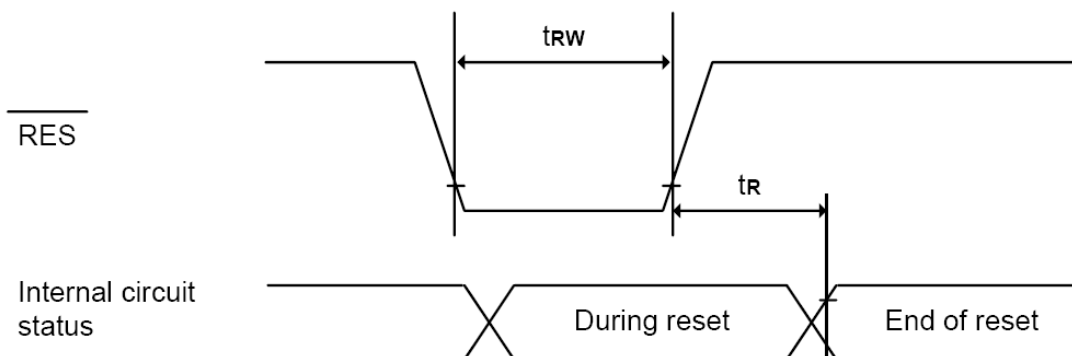 tRW
RES
tR
Internal circuit
status
During reset
End of reset